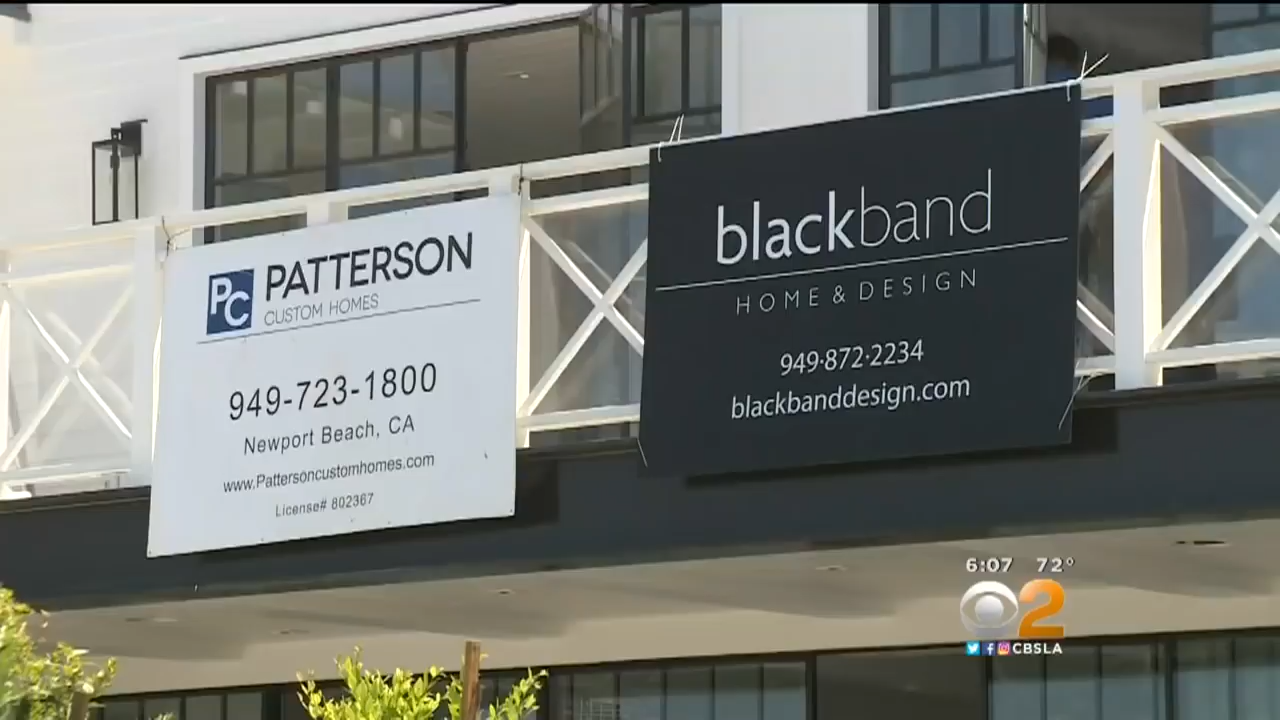 PC PATTERSON
CUSTOM HOMES
949-723-1800
Newport Beach, CA
www.Pattersoncustomhomes.com
License# 802367
blackband
HOME & DESIGN
949·872·2234
blackbanddesign.com
6:07 72°
2
CBSLA